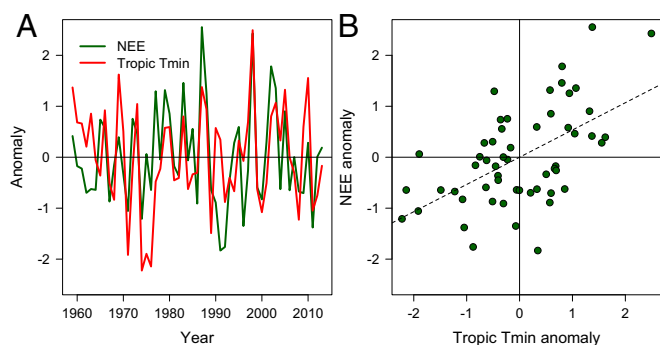 A
NEE
Tropic Tmin
Anomaly
2
1
0
-1
-2
1960 1970 1980 1990 2000 2010
Year
B
NEE anomaly
2
1
0
-1
-2
-2 -1 0 1 2
Tropic Tmin anomaly